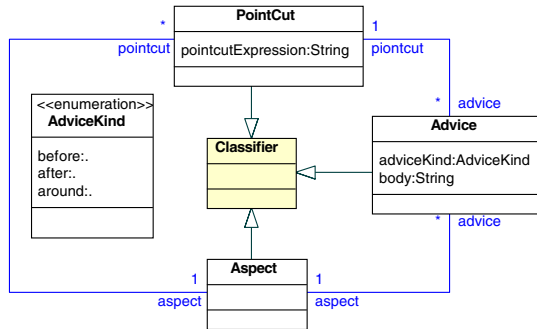 PointCut
* 1
pointcut pointcutExpression:String piontcut
<<enumeration>>
AdviceKind
before:.
after:.
around:.
* advice
Advice
adviceKind:AdviceKind
body:String
* advice
Classifier
Aspect
1 1
aspect aspect